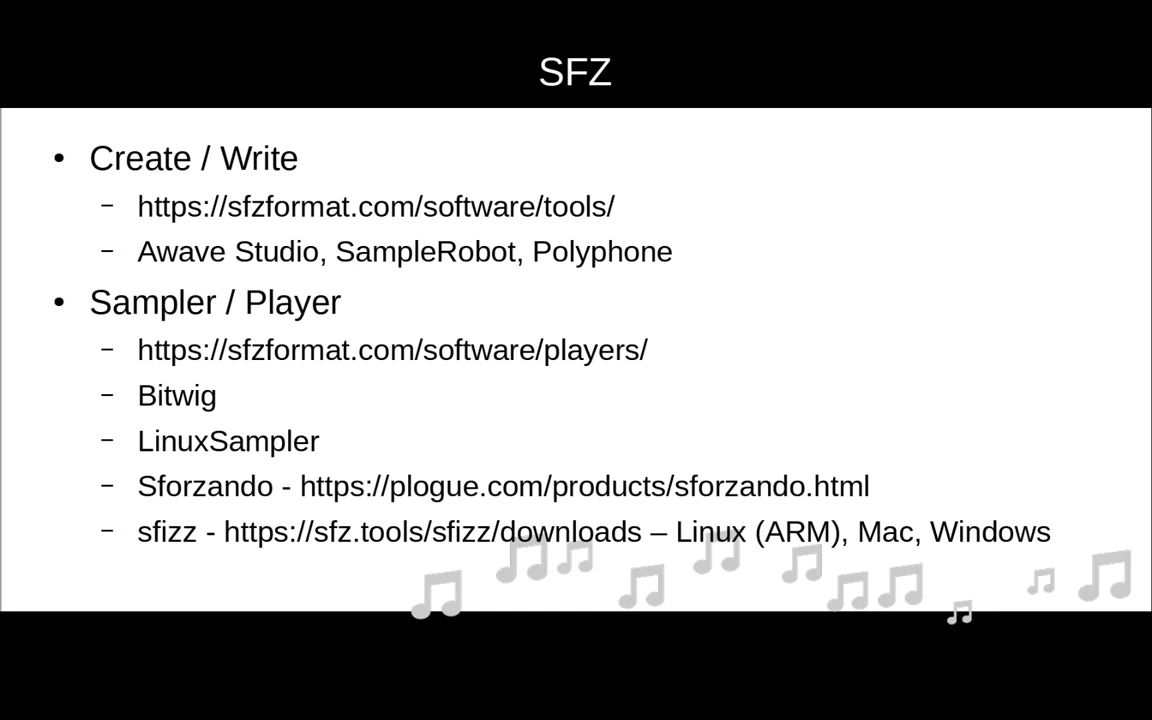 SFZ
• Create / Write
– https://sfzformat.com/software/tools/
– Awave Studio, SampleRobot, Polyphone
• Sampler / Player
– https://sfzformat.com/software/players/
– Bitwig
– LinuxSampler
– Sforzando - https://plogue.com/products/sforzando.html
– sfizz - https://sfz.tools/sfizz/downloads – Linux (ARM), Mac, Windows